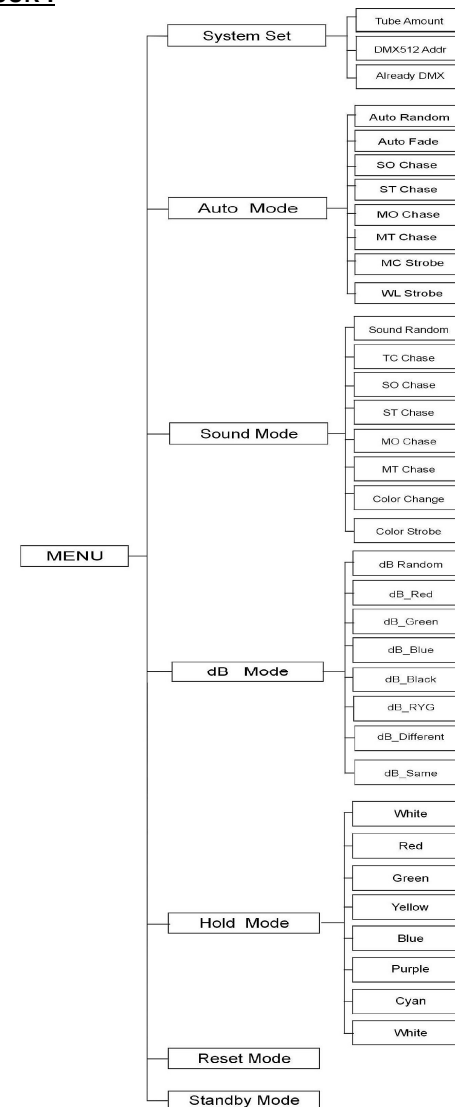 System Set
Tube Amount
DMX512 Addr
Already DMX
Auto Mode
Auto Random
Auto Fade
SO Chase
ST Chase
MO Chase
MT Chase
MC Strobe
WL Strobe
Sound Mode
Sound Random
TC Chase
SO Chase
ST Chase
MO Chase
MT Chase
Color Change
Color Strobe
MENU
dB Mode
dB Random
dB_Red
dB_Green
dB_Blue
dB_Black
dB_RYG
dB_Different
dB_Same
Hold Mode
White
Red
Green
Yellow
Blue
Purple
Cyan
White
Reset Mode
Standby Mode